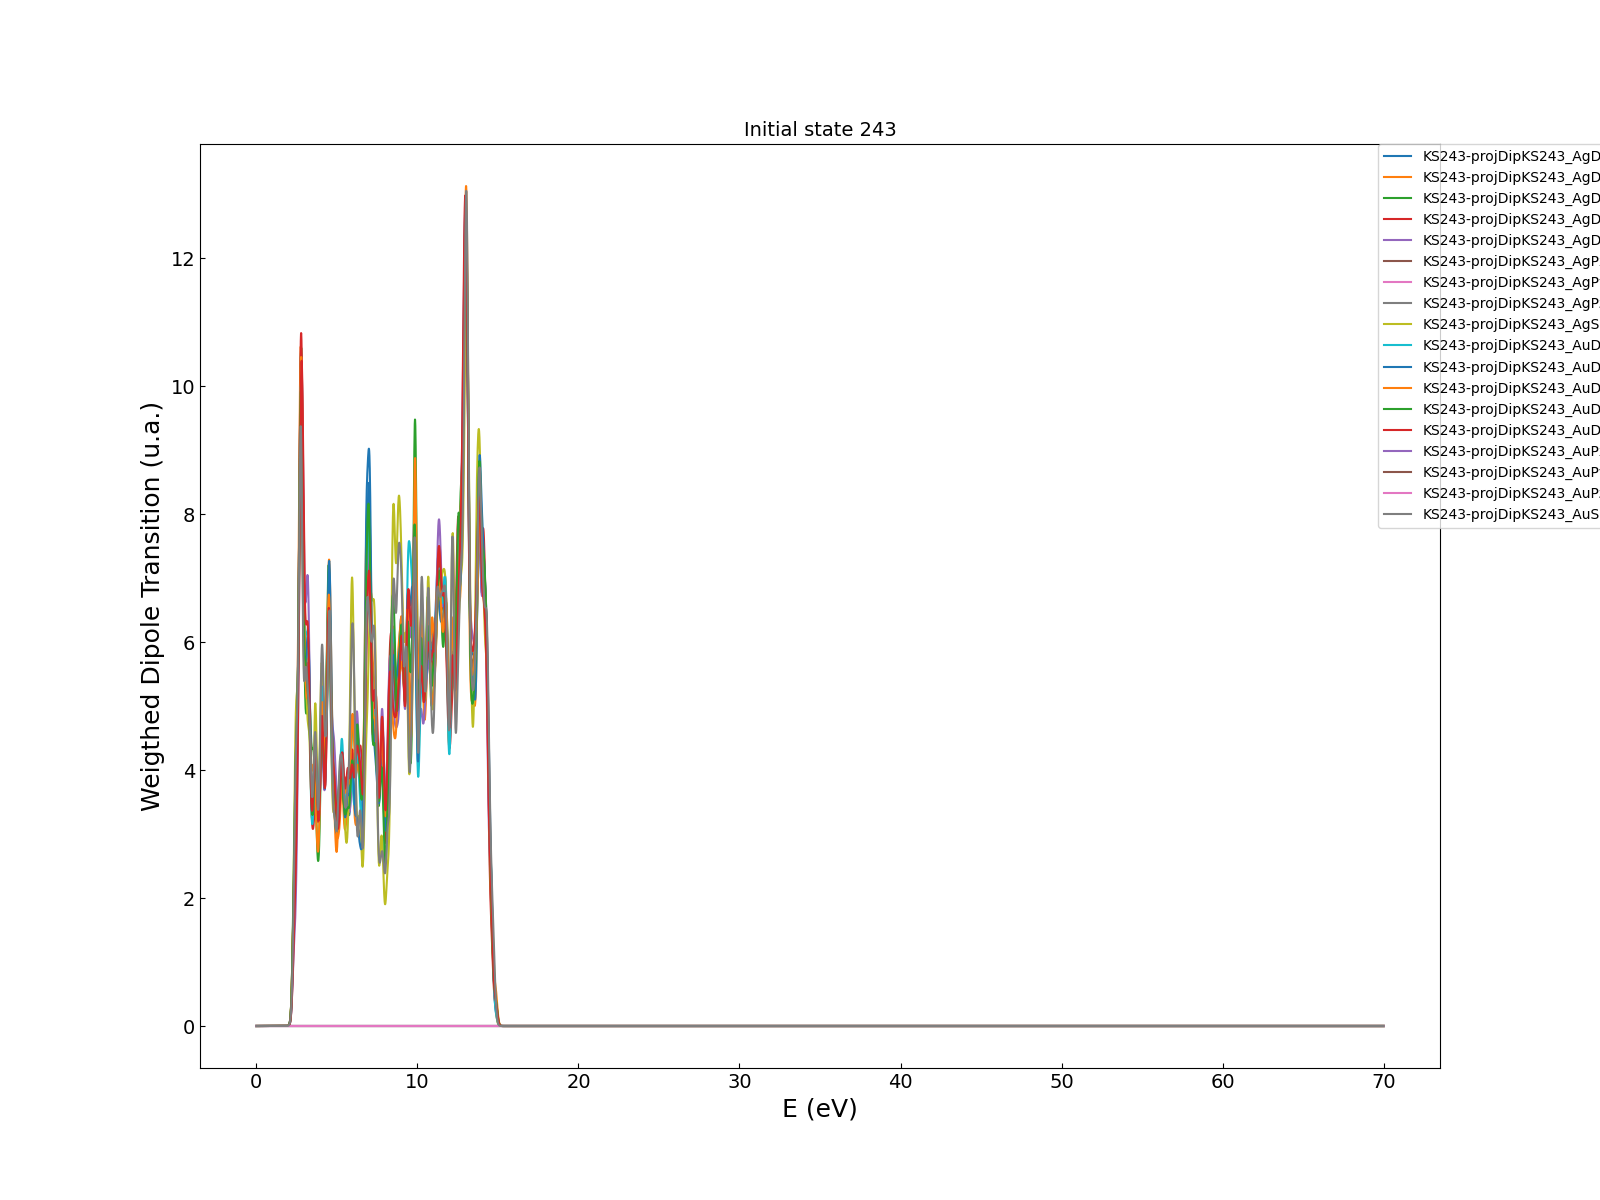 Initial state 243
Weigthed Dipole Transition (u.a.)
12
10
8
6
4
2
0
0 10 20 30 40 50 60 70
E (eV)
KS243-projDipKS243_AgD
KS243-projDipKS243_AgD
KS243-projDipKS243_AgD
KS243-projDipKS243_AgD
KS243-projDipKS243_AgD
KS243-projDipKS243_AgP
KS243-projDipKS243_AgP
KS243-projDipKS243_AgP
KS243-projDipKS243_AgS
KS243-projDipKS243_AuD
KS243-projDipKS243_AuD
KS243-projDipKS243_AuD
KS243-projDipKS243_AuD
KS243-projDipKS243_AuD
KS243-projDipKS243_AuP
KS243-projDipKS243_AuP
KS243-projDipKS243_AuP
KS243-projDipKS243_AuS